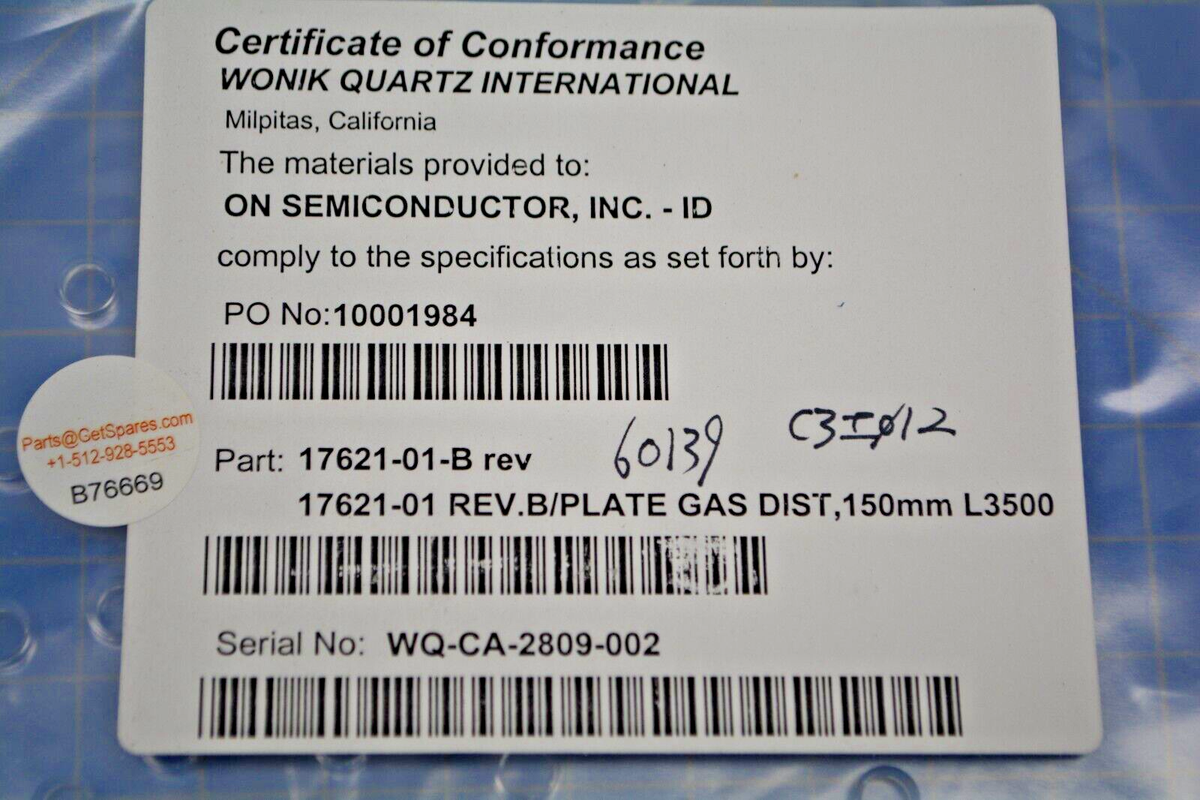 Certificate of Conformance
WONIK QUARTZ INTERNATIONAL
Milpitas, California
The materials provided to:
ON SEMICONDUCTOR, INC. - ID
comply to the specifications as set forth by:
PO No:10001984
Parts@GetSpares.com
+1-512-928-5553
B76669
60139 C3IØ12
Part: 17621-01-B rev
17621-01 REV.B/PLATE GAS DIST,150mm L3500
Serial No: WQ-CA-2809-002